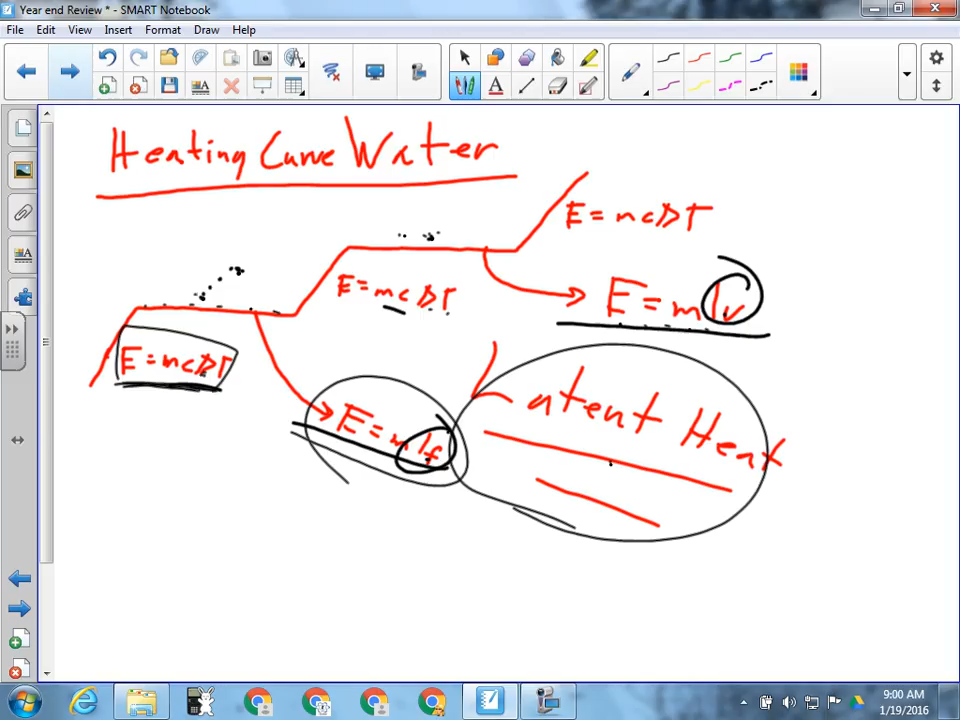 Year end Review * - SMART Notebook
File Edit View Insert Format Draw Help
Heating Curve Water
E = mcΔT
E = mcΔT
E = mlv
E = mcΔT
E = mlf
Latent Heat
9:00 AM
1/19/2016